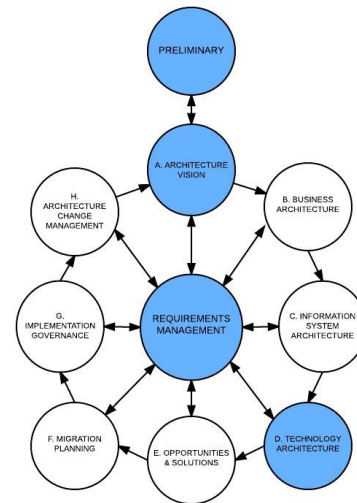 PRELIMINARY
A. ARCHITECTURE
VISION
B. BUSINESS
ARCHITECTURE
C. INFORMATION
SYSTEM
ARCHITECTURE
D. TECHNOLOGY
ARCHITECTURE
E. OPPORTUNITIES
& SOLUTIONS
F. MIGRATION
PLANNING
G.
IMPLEMENTATION
GOVERNANCE
H.
ARCHITECTURE
CHANGE
MANAGEMENT
REQUIREMENTS
MANAGEMENT